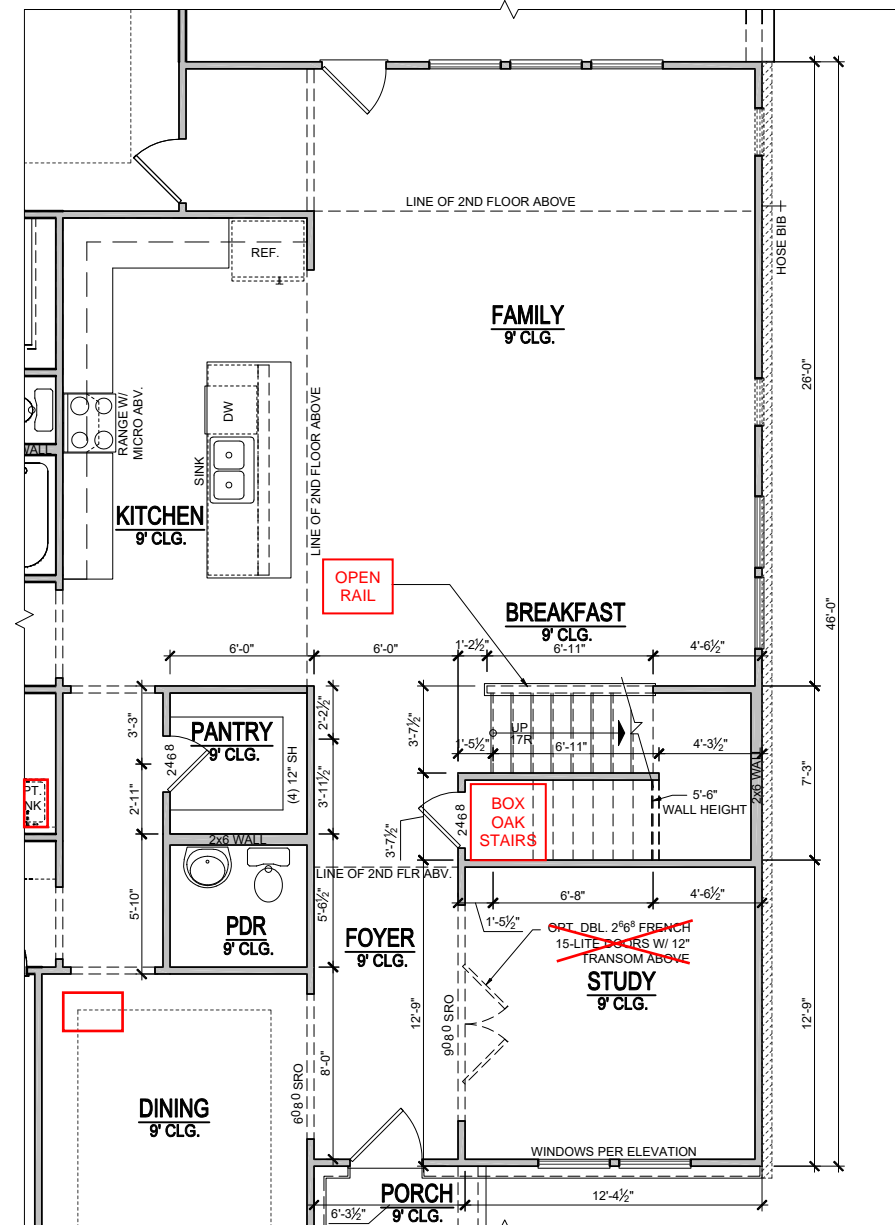 LINE OF 2ND FLOOR ABOVE
HOSE BIB
REF.
FAMILY
9' CLG.
26'-0"
RANGE W/
MICRO ABV.
DW
SINK
LINE OF 2ND FLOOR ABOVE
WALL
KITCHEN
9' CLG.
OPEN
RAIL
BREAKFAST
9' CLG.
46'-0"
6'-0"
6'-0"
1'-2½"
6'-11"
4'-6½"
3'-3"
PANTRY
9' CLG.
2468
(4) 12" SH
2'-2½"
3'-11½"
3'-7½"
1'-5½"
UP
17R
6'-11"
4'-3½"
2x6 WALL
7'-3"
PT.
NK
2'-11"
BOX
OAK
STAIRS
2468
5'-6"
WALL HEIGHT
3'-7½"
2x6 WALL
LINE OF 2ND FLR ABV.
5'-10"
5'-6½"
PDR
9' CLG.
FOYER
9' CLG.
6'-8"
4'-6½"
1'-5½"
OPT. DBL. 2⁶6⁸ FRENCH
15-LITE DOORS W/ 12"
TRANSOM ABOVE
STUDY
9' CLG.
12'-9"
12'-9"
9080 SRO
6080 SRO
8'-0"
DINING
9' CLG.
WINDOWS PER ELEVATION
PORCH
9' CLG.
6'-3½"
12'-4½"